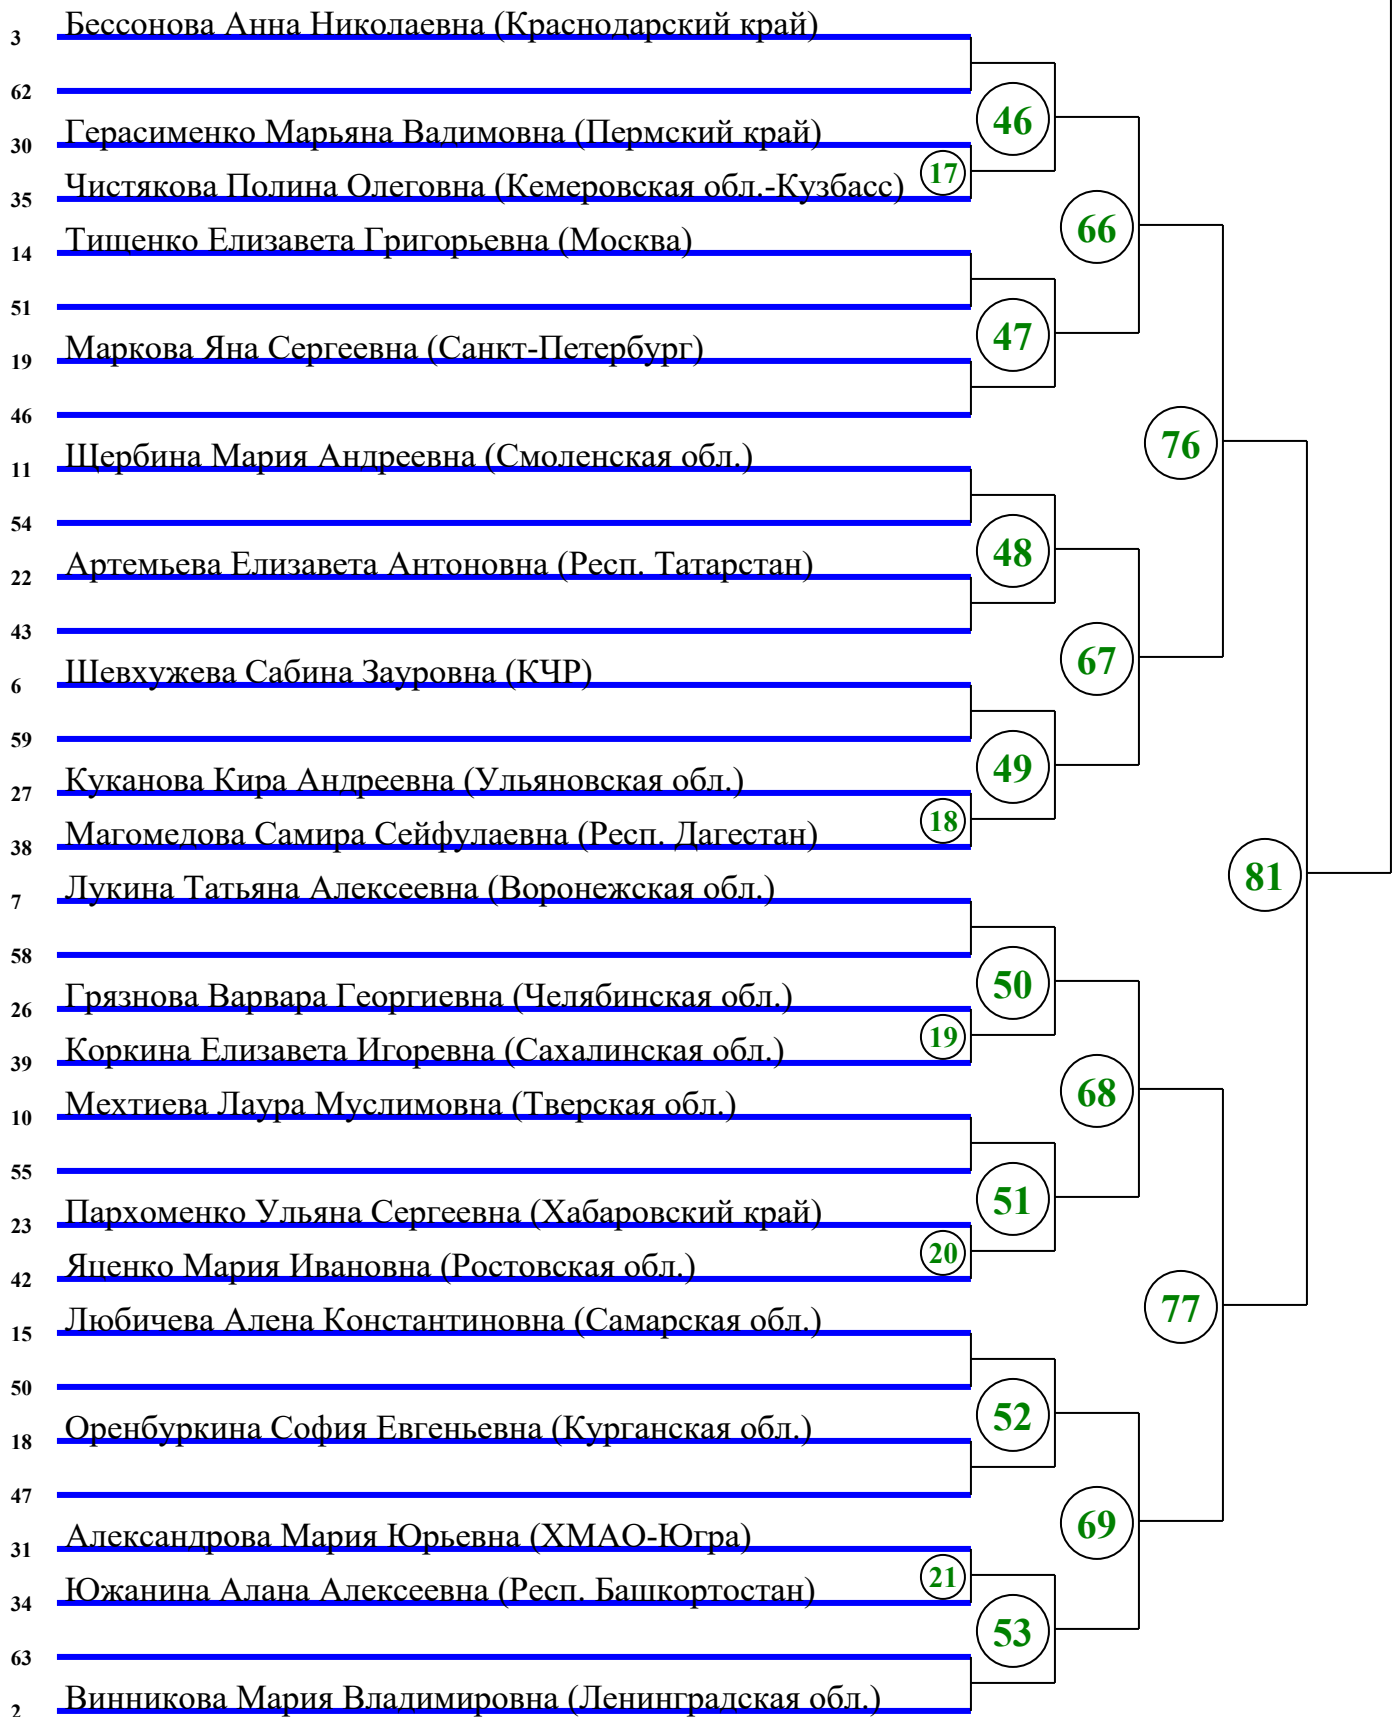 3 Бессонова Анна Николаевна (Краснодарский край)
62
46
30 Герасименко Марьяна Вадимовна (Пермский край)
17
35 Чистякова Полина Олеговна (Кемеровская обл.-Кузбасс)
66
14 Тищенко Елизавета Григорьевна (Москва)
51
47
19 Маркова Яна Сергеевна (Санкт-Петербург)
46
76
11 Щербина Мария Андреевна (Смоленская обл.)
54
48
22 Артемьева Елизавета Антоновна (Респ. Татарстан)
43
67
6 Шевхужева Сабина Зауровна (КЧР)
59
49
27 Куканова Кира Андреевна (Ульяновская обл.)
18
38 Магомедова Самира Сейфулаевна (Респ. Дагестан)
81
7 Лукина Татьяна Алексеевна (Воронежская обл.)
58
50
26 Грязнова Варвара Георгиевна (Челябинская обл.)
19
39 Коркина Елизавета Игоревна (Сахалинская обл.)
68
10 Мехтиева Лаура Муслимовна (Тверская обл.)
55
51
23 Пархоменко Ульяна Сергеевна (Хабаровский край)
20
42 Яценко Мария Ивановна (Ростовская обл.)
77
15 Любичева Алена Константиновна (Самарская обл.)
50
52
18 Оренбуркина София Евгеньевна (Курганская обл.)
47
69
31 Александрова Мария Юрьевна (ХМАО-Югра)
21
34 Южанина Алана Алексеевна (Респ. Башкортостан)
53
63
2 Винникова Мария Владимировна (Ленинградская обл.)